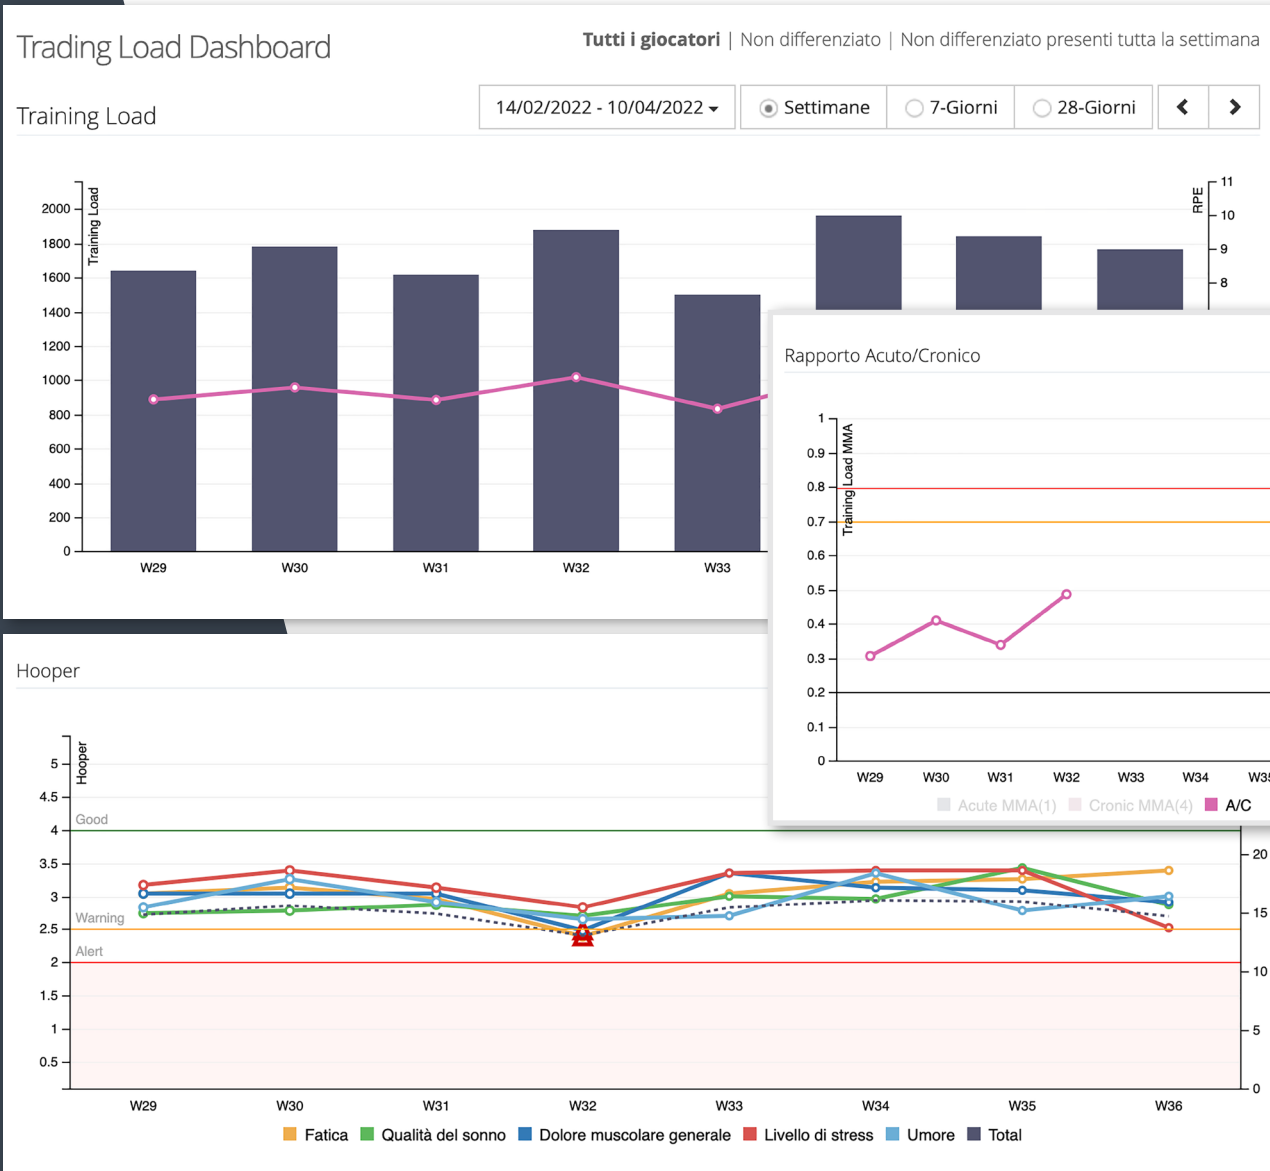 Trading Load Dashboard
Tutti i giocatori | Non differenziato | Non differenziato presenti tutta la settimana
Training Load
14/02/2022 - 10/04/2022
Settimane
7-Giorni
28-Giorni
Training Load
2000
1800
1600
1400
1200
1000
800
600
400
200
0
W29 W30 W31 W32 W33
RPE
11
10
9
8
Rapporto Acuto/Cronico
Training Load MMA
1
0.9
0.8
0.7
0.6
0.5
0.4
0.3
0.2
0.1
0
W29 W30 W31 W32 W33 W34 W35
Acute MMA(1) Cronic MMA(4) A/C
Hooper
Hooper
5
4.5
Good
4
3.5
3
Warning
2.5
Alert
2
1.5
1
0.5
20
15
10
5
0
W29 W30 W31 W32 W33 W34 W35 W36
Fatica Qualità del sonno Dolore muscolare generale Livello di stress Umore Total